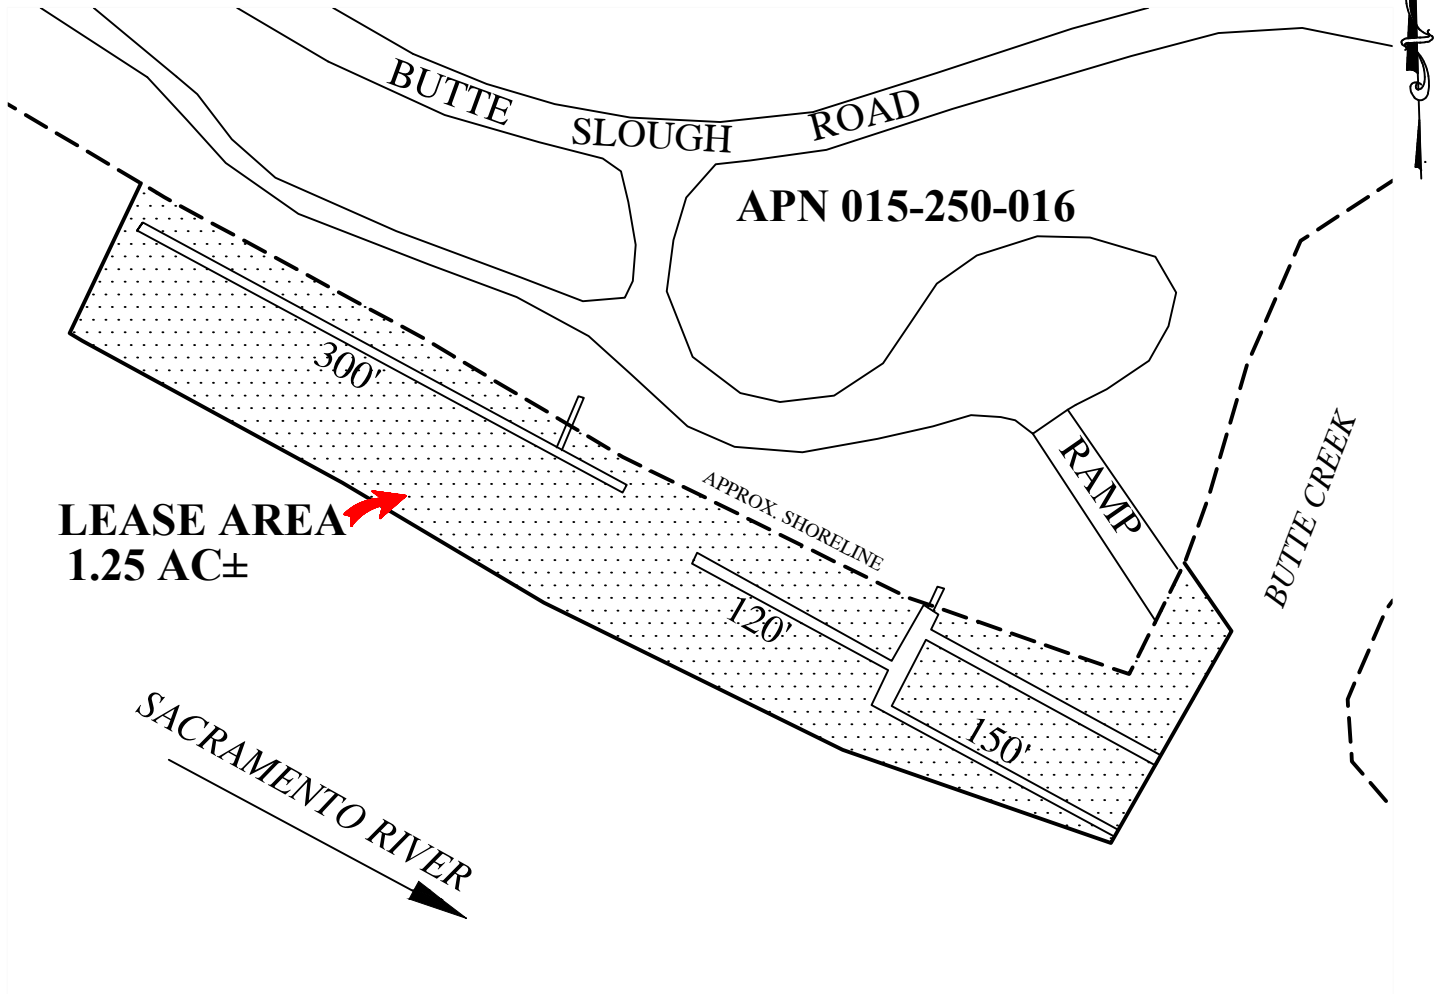 BUTTE SLOUGH ROAD
APN 015-250-016
300'
LEASE AREA
1.25 AC±
APPROX. SHORELINE
RAMP
BUTTE CREEK
120'
150'
SACRAMENTO RIVER